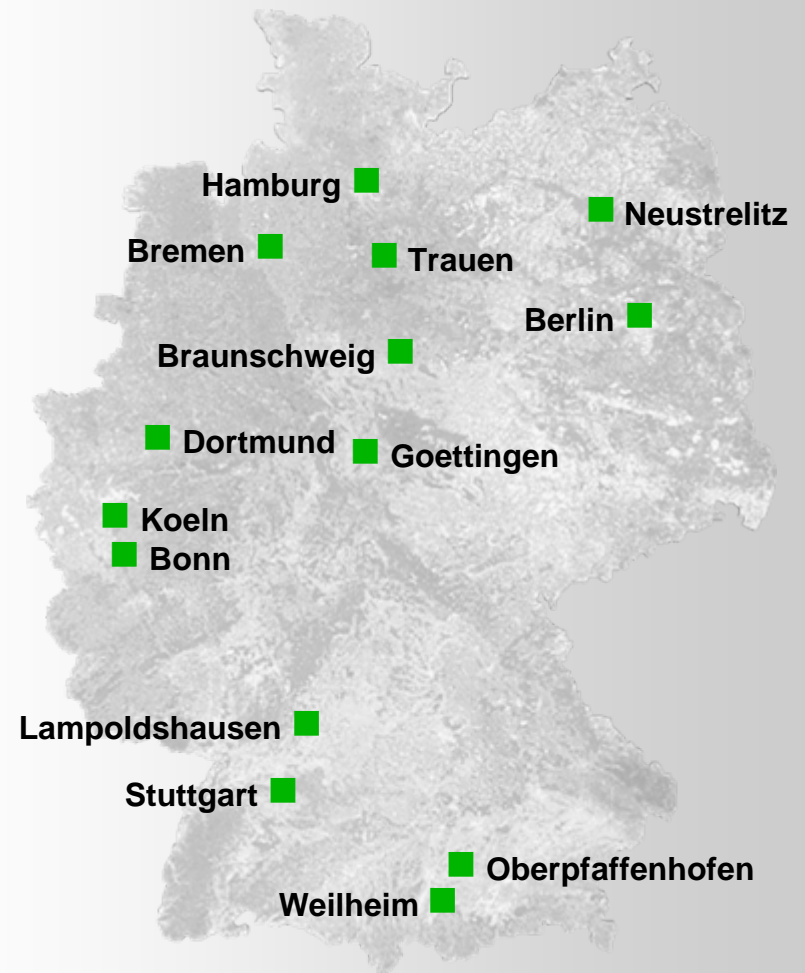 Hamburg
Neustrelitz
Bremen
Trauen
Berlin
Braunschweig
Dortmund
Goettingen
Koeln
Bonn
Lampoldshausen
Stuttgart
Oberpfaffenhofen
Weilheim